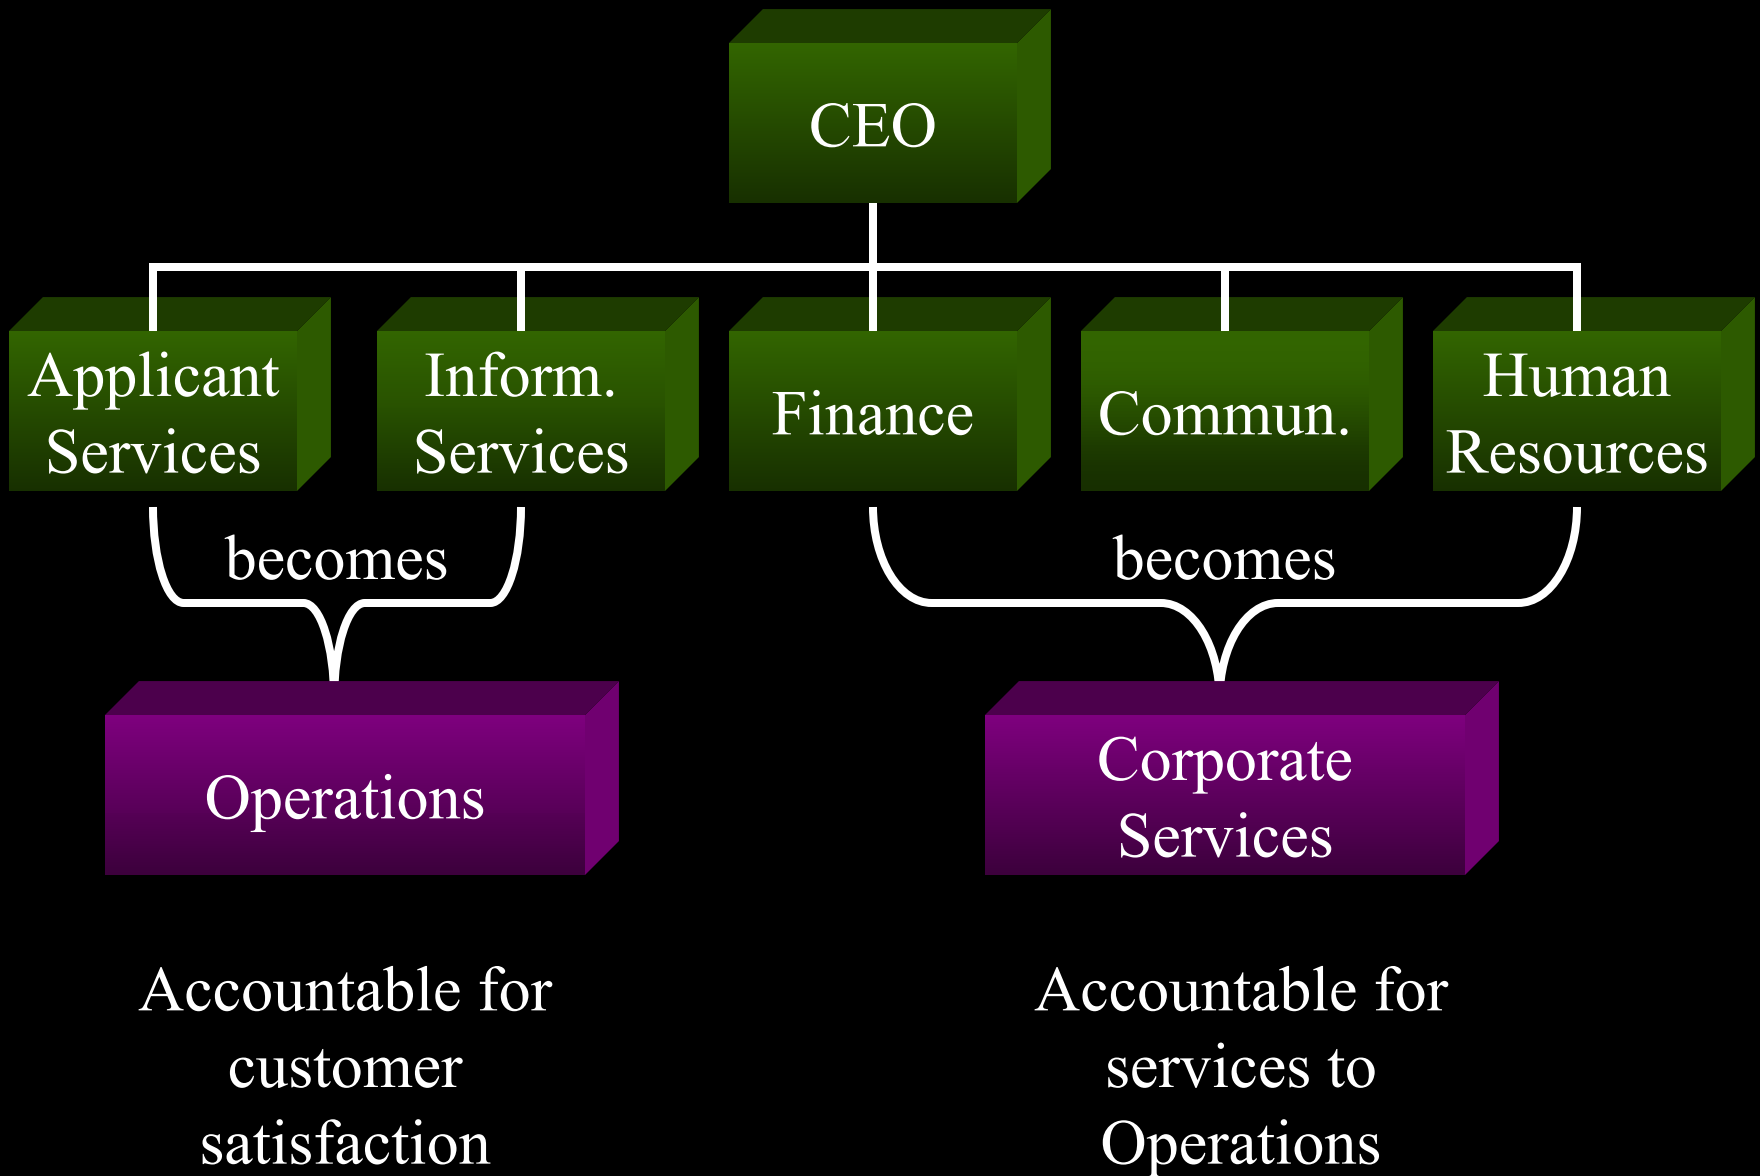 CEO
Applicant
Services
Inform.
Services
Finance
Commun.
Human
Resources
becomes
becomes
Operations
Corporate
Services
Accountable for
customer
satisfaction
Accountable for
services to
Operations